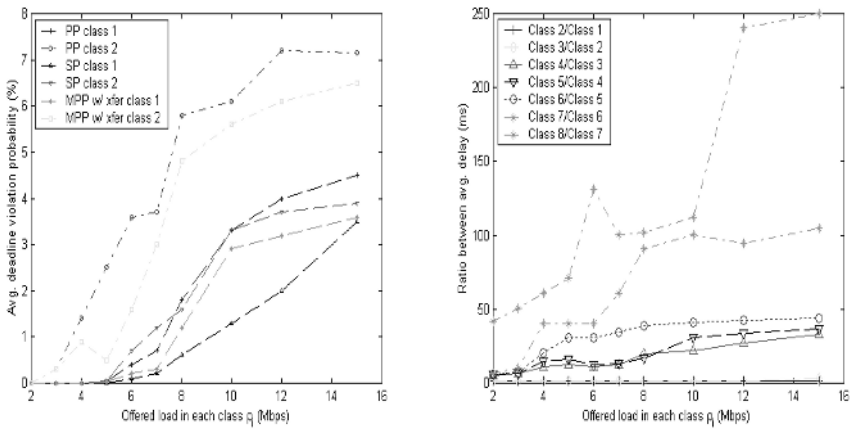 8
7
6
5
4
3
2
1
0
Avg. deadline violation probability (%)
PP class 1
PP class 2
SP class 1
SP class 2
MPP w/ xfer class 1
MPP w/ xfer class 2
2 4 6 8 10 12 14 16
Offered load in each class ρi (Mbps)
250
200
150
100
50
0
Ratio between avg. delay (ms)
Class 2/Class 1
Class 3/Class 2
Class 4/Class 3
Class 5/Class 4
Class 6/Class 5
Class 7/Class 6
Class 8/Class 7
2 4 6 8 10 12 14 16
Offered load in each class ρi (Mbps)